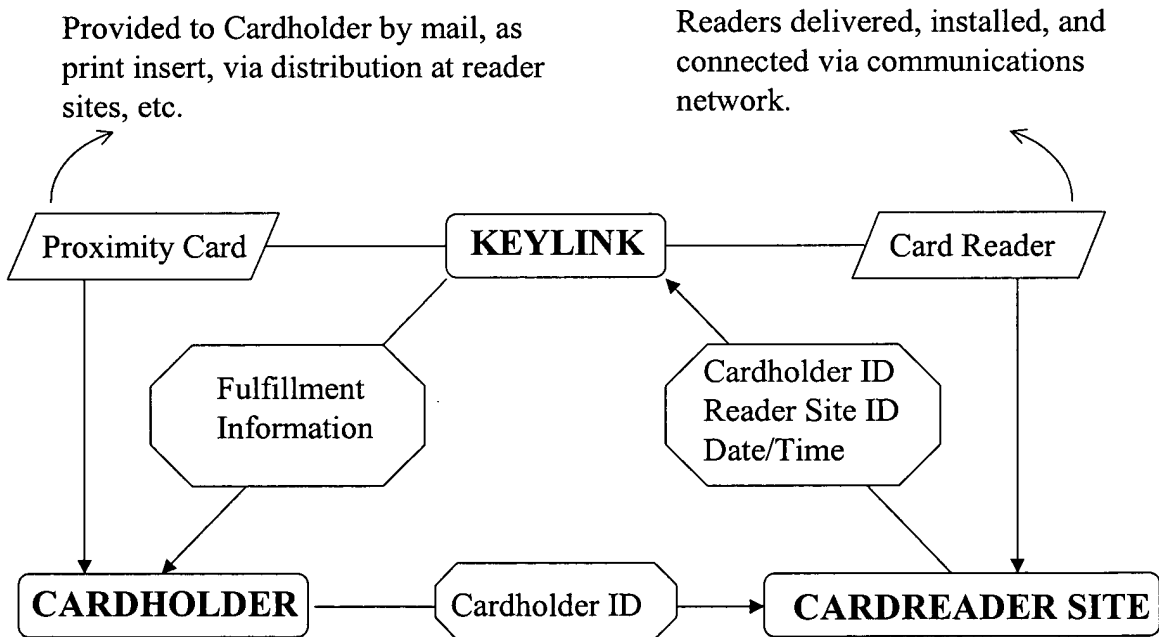 Provided to Cardholder by mail, as
print insert, via distribution at reader
sites, etc.
Readers delivered, installed, and
connected via communications
network.
Proximity Card
KEYLINK
Card Reader
Fulfillment
Information
Cardholder ID
Reader Site ID
Date/Time
CARDHOLDER
Cardholder ID
CARDREADER SITE